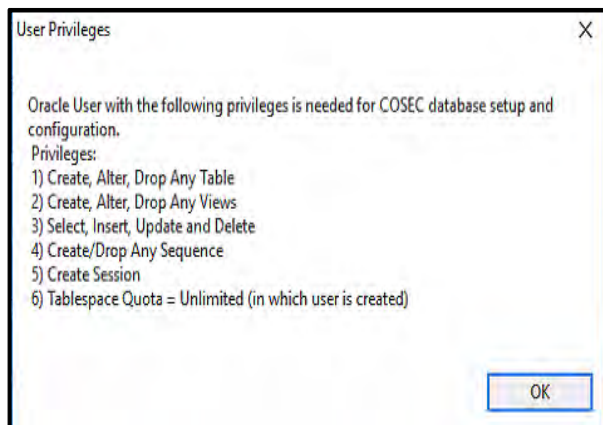 User Privileges
X
Oracle User with the following privileges is needed for COSEC database setup and
configuration.
Privileges:
1) Create, Alter, Drop Any Table
2) Create, Alter, Drop Any Views
3) Select, Insert, Update and Delete
4) Create/Drop Any Sequence
5) Create Session
6) Tablespace Quota = Unlimited (in which user is created)
OK